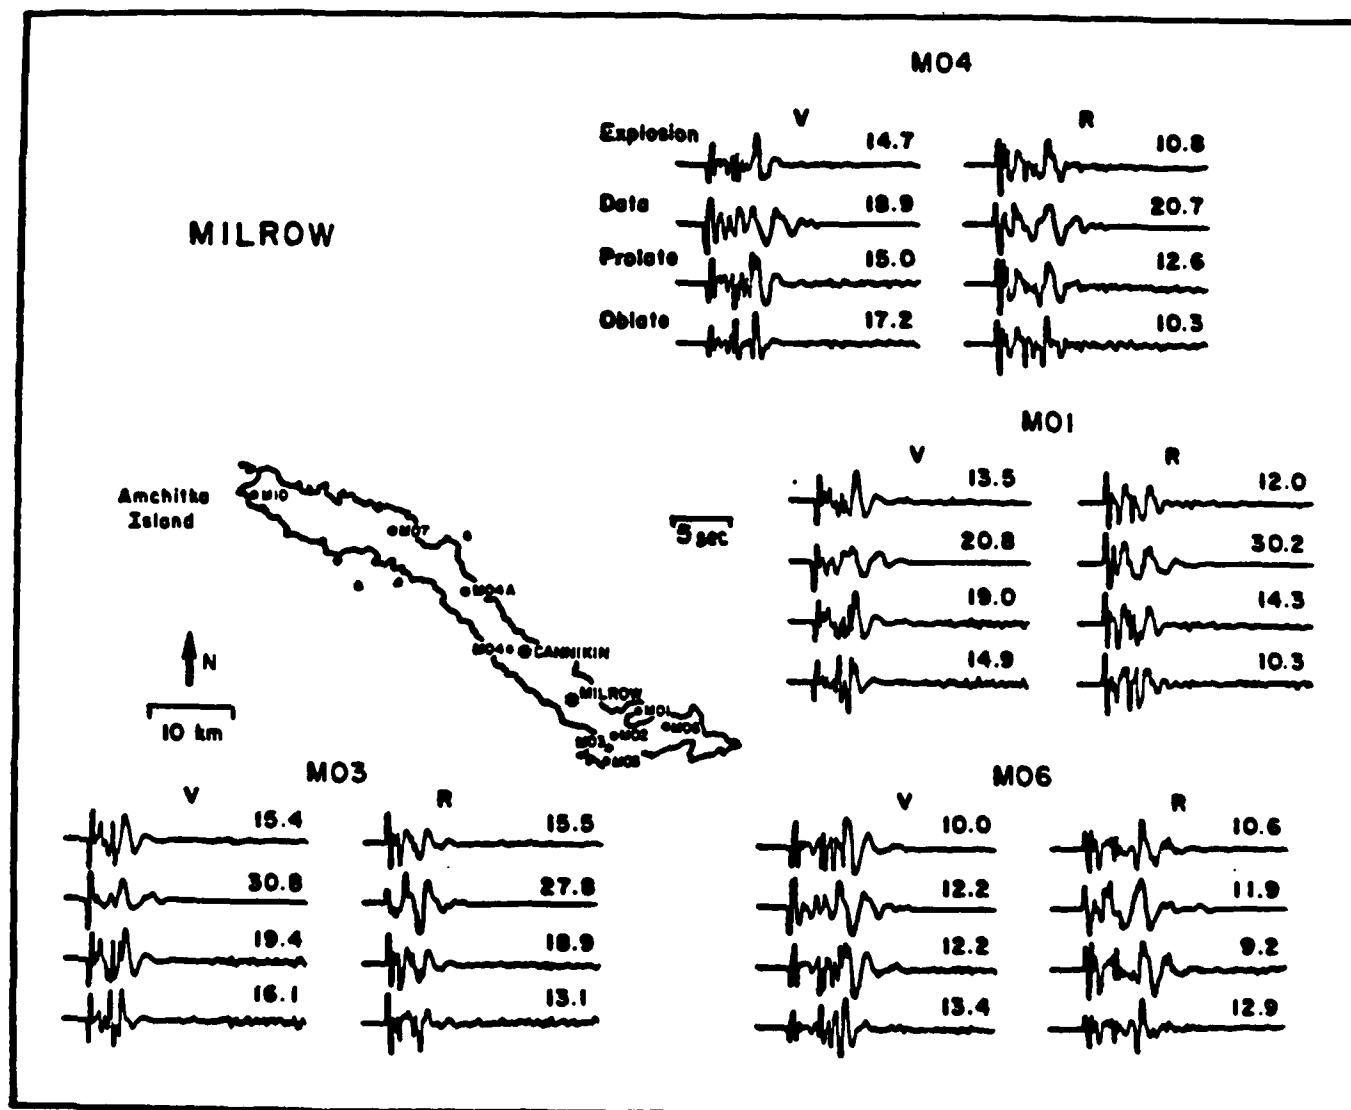 M04
V R
Explosion 14.7 10.8
Data 18.9 20.7
Prolate 15.0 12.6
Oblate 17.2 10.3
MILROW
M01
V R
13.5 12.0
20.8 30.2
19.0 14.3
14.9 10.3
Amchitka
Island
M10
M07
5 sec
M04A
M04 CANNIKIN
N
MILROW
M01
M06
M02
M03
M05
10 km
M03
V R
15.4 15.5
30.8 27.8
19.4 18.9
16.1 13.1
M06
V R
10.0 10.6
12.2 11.9
12.2 9.2
13.4 12.9